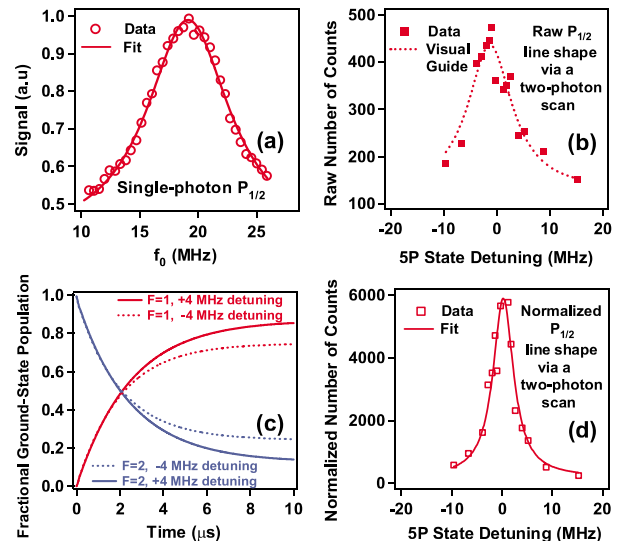 1.0
0.9
0.8
0.7
0.6
0.5
Signal (a.u)
Data
Fit
(a)
Single-photon P1/2
10
15
20
25
f0 (MHz)
500
400
300
200
100
Raw Number of Counts
Data
Visual
Guide
Raw P1/2
line shape
via a
two-photon
scan
(b)
-20
-10
0
10
20
5P State Detuning (MHz)
1.0
0.8
0.6
0.4
0.2
0.0
Fractional Ground-State Population
F=1, +4 MHz detuning
F=1, -4 MHz detuning
(c)
F=2, -4 MHz detuning
F=2, +4 MHz detuning
0
2
4
6
8
10
Time (μs)
6000
4000
2000
0
Normalized Number of Counts
Data
Fit
Normalized
P1/2
line shape
via a
two-photon
scan
(d)
-20
-10
0
10
20
5P State Detuning (MHz)